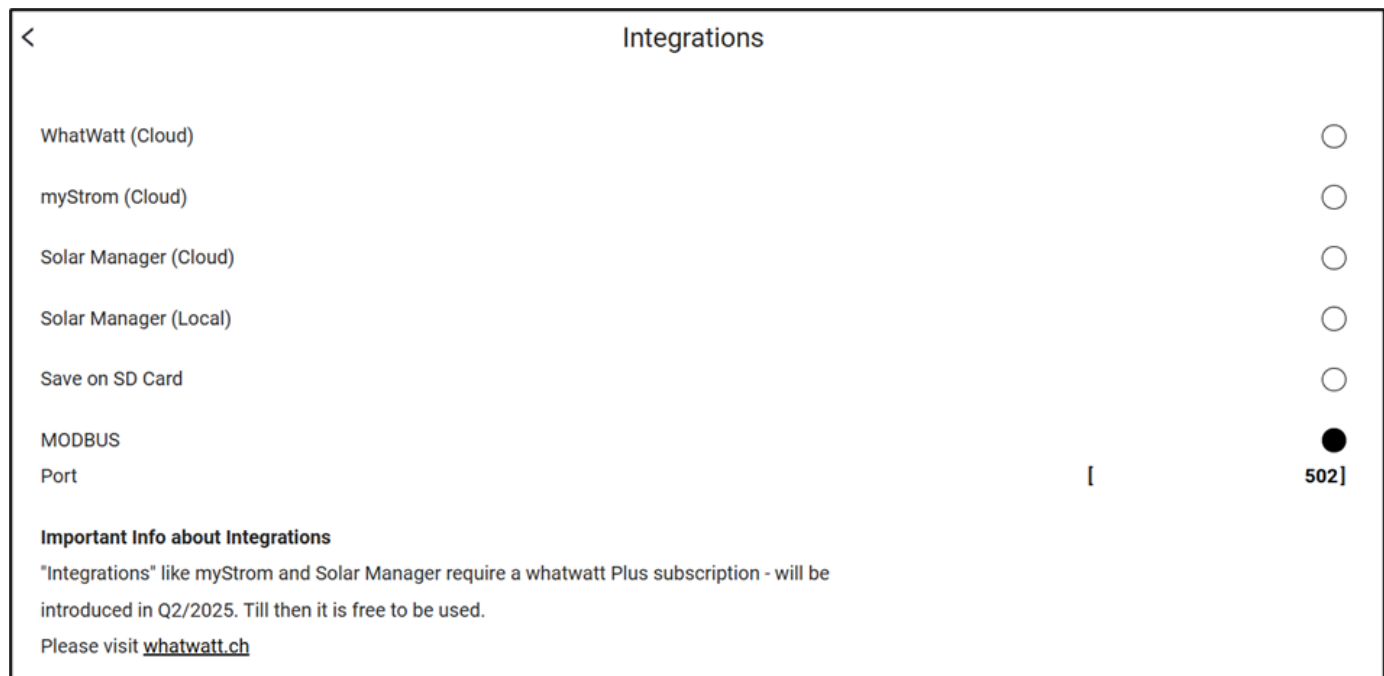 Integrations
WhatWatt (Cloud)
myStrom (Cloud)
Solar Manager (Cloud)
Solar Manager (Local)
Save on SD Card
MODBUS
Port [ 502]
Important Info about Integrations
"Integrations" like myStrom and Solar Manager require a whatwatt Plus subscription - will be
introduced in Q2/2025. Till then it is free to be used.
Please visit whatwatt.ch